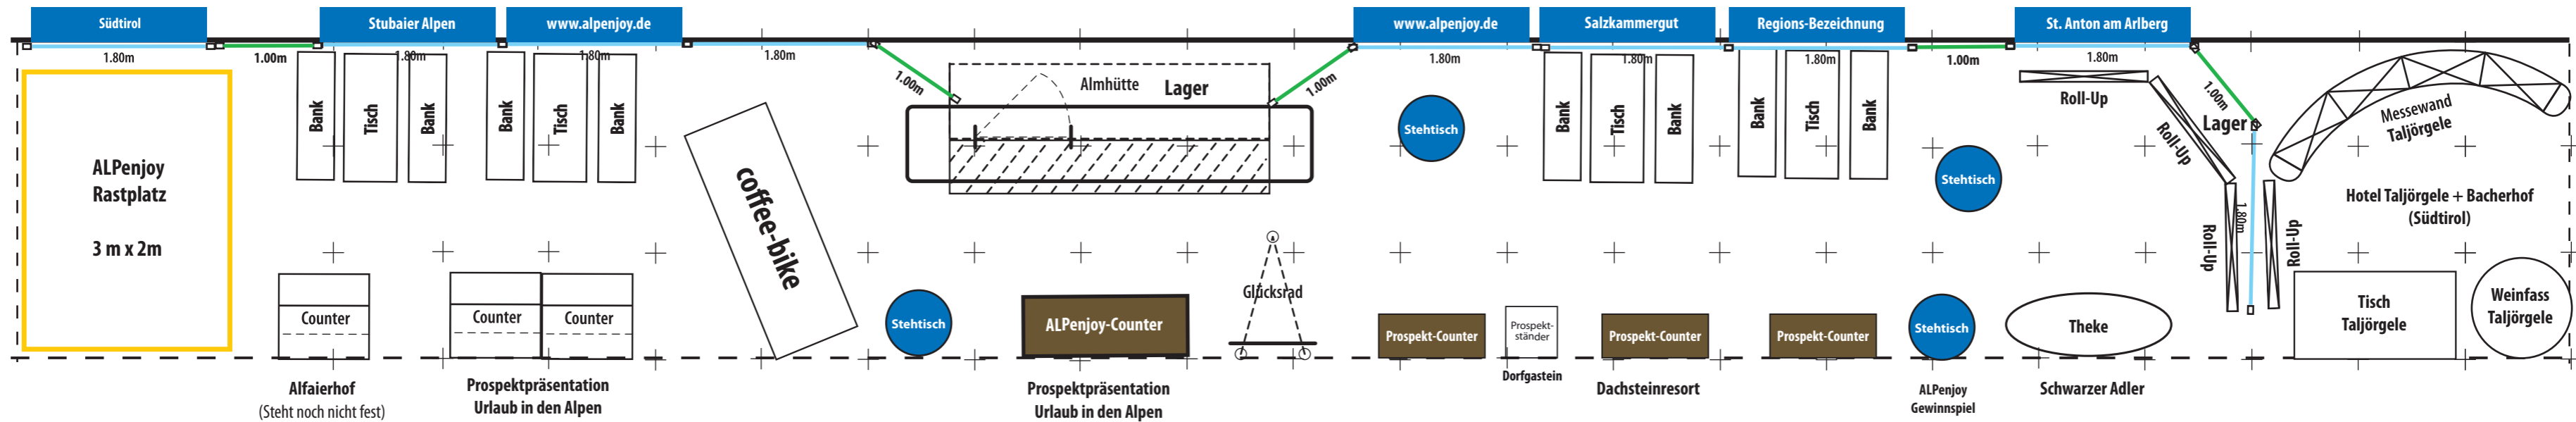 Südtirol
Stubaier Alpen
www.alpenjoy.de
www.alpenjoy.de
Salzkammergut
Regions-Bezeichnung
St. Anton am Arlberg
1.80m
1.00m
1.80m
1.80m
1.80m
1.00m
1.00m
1.80m
1.80m
1.80m
1.00m
1.80m
1.00m
1.80m
ALPenjoy
Rastplatz
3 m x 2m
Bank
Tisch
Bank
Bank
Tisch
Bank
coffee-bike
Almhütte
Lager
Stehtisch
Bank
Tisch
Bank
Bank
Tisch
Bank
Stehtisch
Roll-Up
Roll-Up
Lager
Roll-Up
Roll-Up
Messewand
Taljörgele
Hotel Taljörgele + Bacherhof
(Südtirol)
Counter
Counter
Counter
Stehtisch
ALPenjoy-Counter
Glücksrad
Prospekt-Counter
Prospekt-
ständer
Prospekt-Counter
Prospekt-Counter
Stehtisch
Theke
Tisch
Taljörgele
Weinfass
Taljörgele
Alfaierhof
(Steht noch nicht fest)
Prospektpräsentation
Urlaub in den Alpen
Prospektpräsentation
Urlaub in den Alpen
Dorfgastein
Dachsteinresort
ALPenjoy
Gewinnspiel
Schwarzer Adler